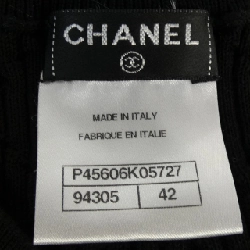 CHANEL
MADE IN ITALY
FABRIQUE EN ITALIE
P45606K05727
94305 42